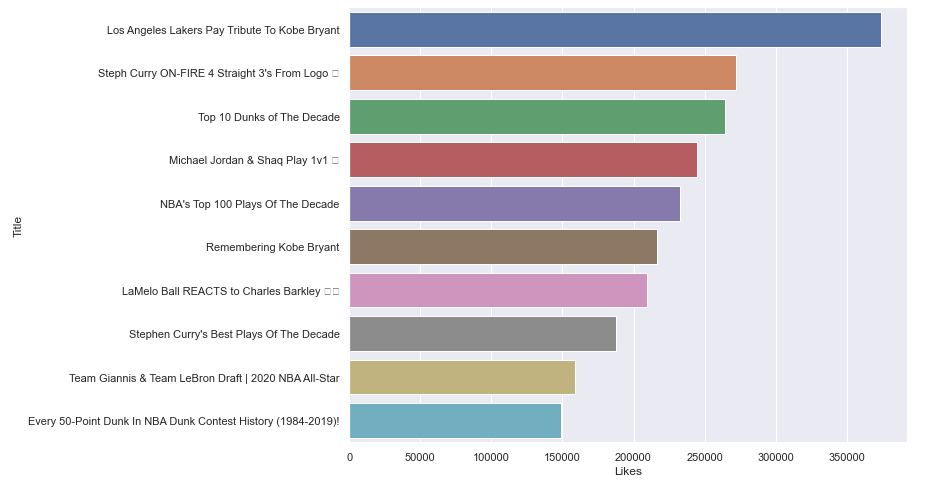 Los Angeles Lakers Pay Tribute To Kobe Bryant
Steph Curry ON-FIRE 4 Straight 3's From Logo □
Top 10 Dunks of The Decade
Michael Jordan & Shaq Play 1v1 □
NBA's Top 100 Plays Of The Decade
Remembering Kobe Bryant
LaMelo Ball REACTS to Charles Barkley □□
Stephen Curry's Best Plays Of The Decade
Team Giannis & Team LeBron Draft | 2020 NBA All-Star
Every 50-Point Dunk In NBA Dunk Contest History (1984-2019)!
Title
0 50000 100000 150000 200000 250000 300000 350000
Likes